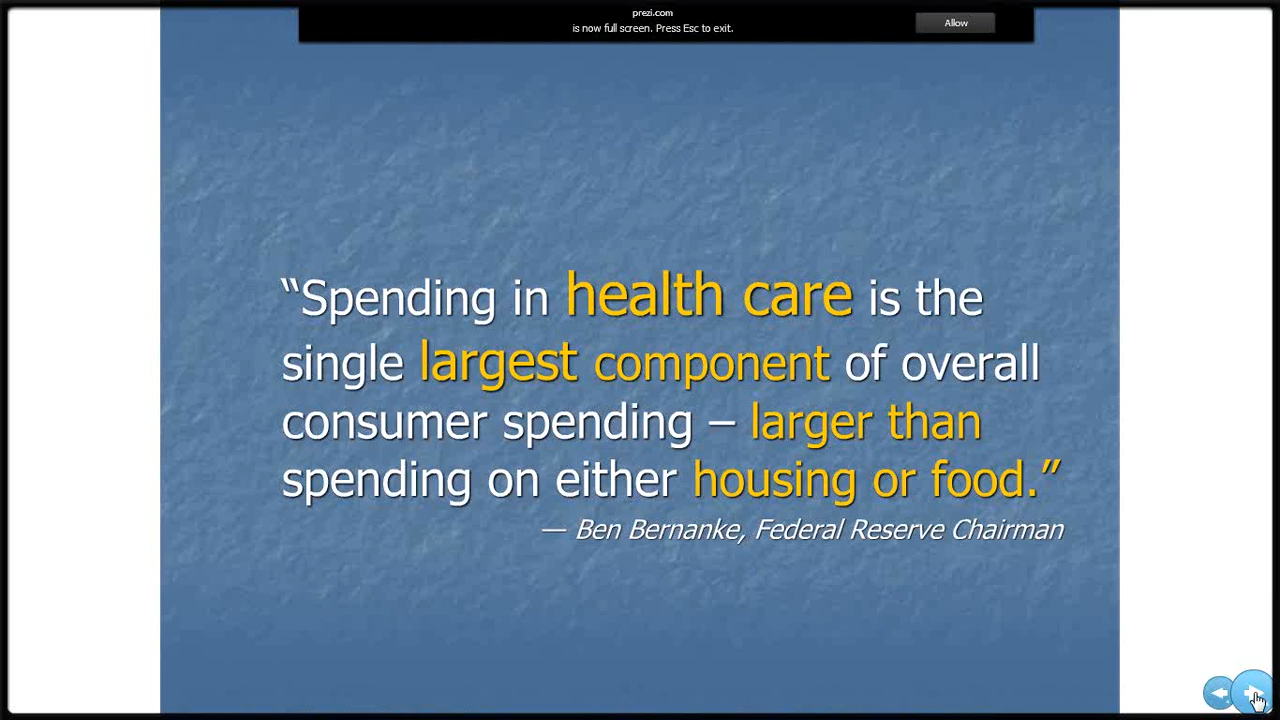 prezi.com
is now full screen. Press Esc to exit.
Allow
“Spending in health care is the
single largest component of overall
consumer spending – larger than
spending on either housing or food.”
— Ben Bernanke, Federal Reserve Chairman